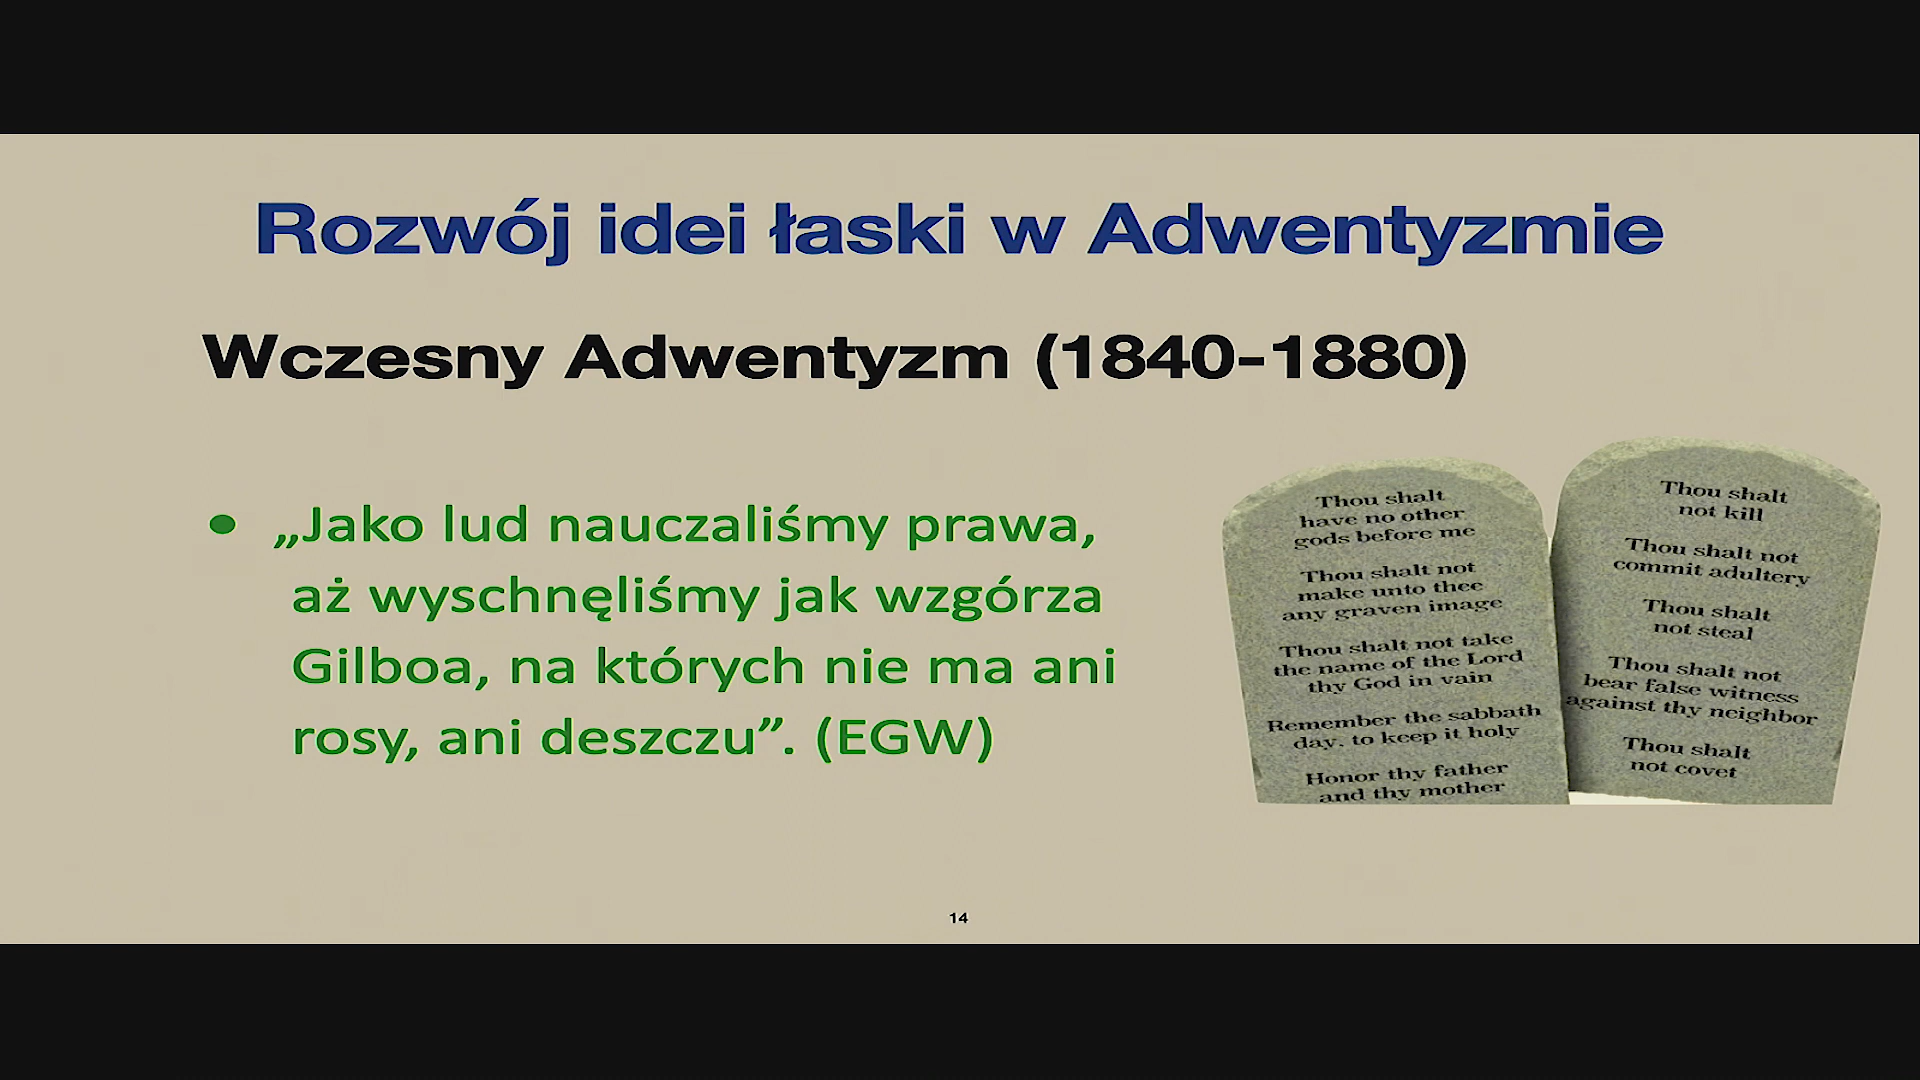 Rozwój idei łaski w Adwentyzmie
Wczesny Adwentyzm (1840-1880)
• „Jako lud nauczaliśmy prawa,
aż wyschnęliśmy jak wzgórza
Gilboa, na których nie ma ani
rosy, ani deszczu”. (EGW)
Thou shalt
have no other
gods before me
Thou shalt not
make unto thee
any graven image
Thou shalt not take
the name of the Lord
thy God in vain
Remember the sabbath
day, to keep it holy
Honor thy father
and thy mother
Thou shalt
not kill
Thou shalt not
commit adultery
Thou shalt
not steal
Thou shalt not
bear false witness
against thy neighbor
Thou shalt
not covet
14